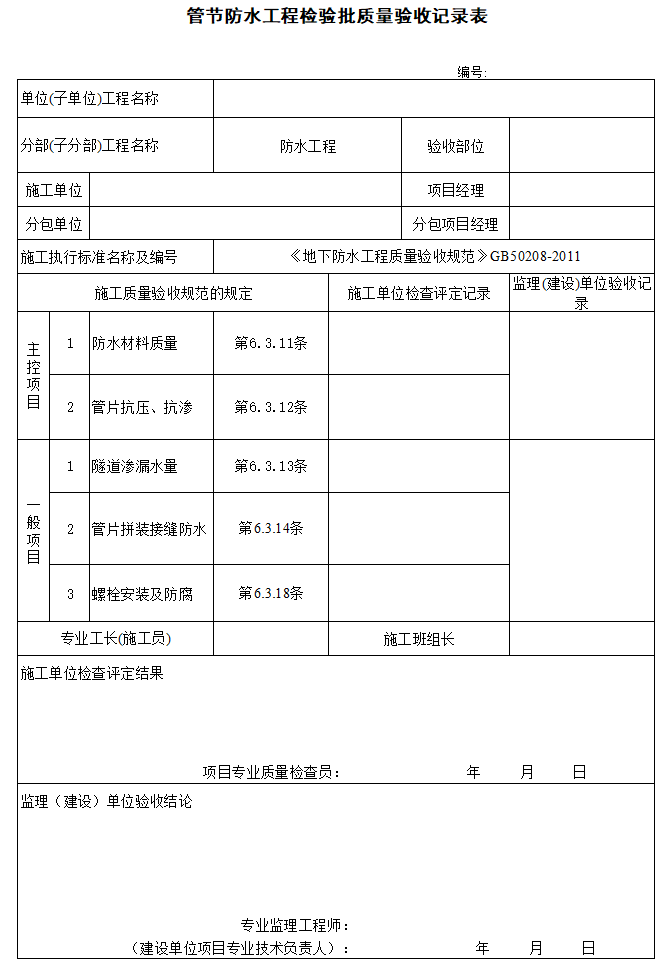 管节防水工程检验批质量验收记录表
编号:
单位(子单位)工程名称
分部(子分部)工程名称 防水工程 验收部位
施工单位 项目经理
分包单位 分包项目经理
施工执行标准名称及编号 《地下防水工程质量验收规范》GB50208-2011
施工质量验收规范的规定 施工单位检查评定记录 监理(建设)单位验收记录
主控项目
1 防水材料质量 第6.3.11条
2 管片抗压、抗渗 第6.3.12条
一般项目
1 隧道渗漏水量 第6.3.13条
2 管片拼装接缝防水 第6.3.14条
3 螺栓安装及防腐 第6.3.18条
专业工长(施工员) 施工班组长
施工单位检查评定结果
项目专业质量检查员： 年 月 日
监理（建设）单位验收结论
专业监理工程师：
（建设单位项目专业技术负责人）： 年 月 日